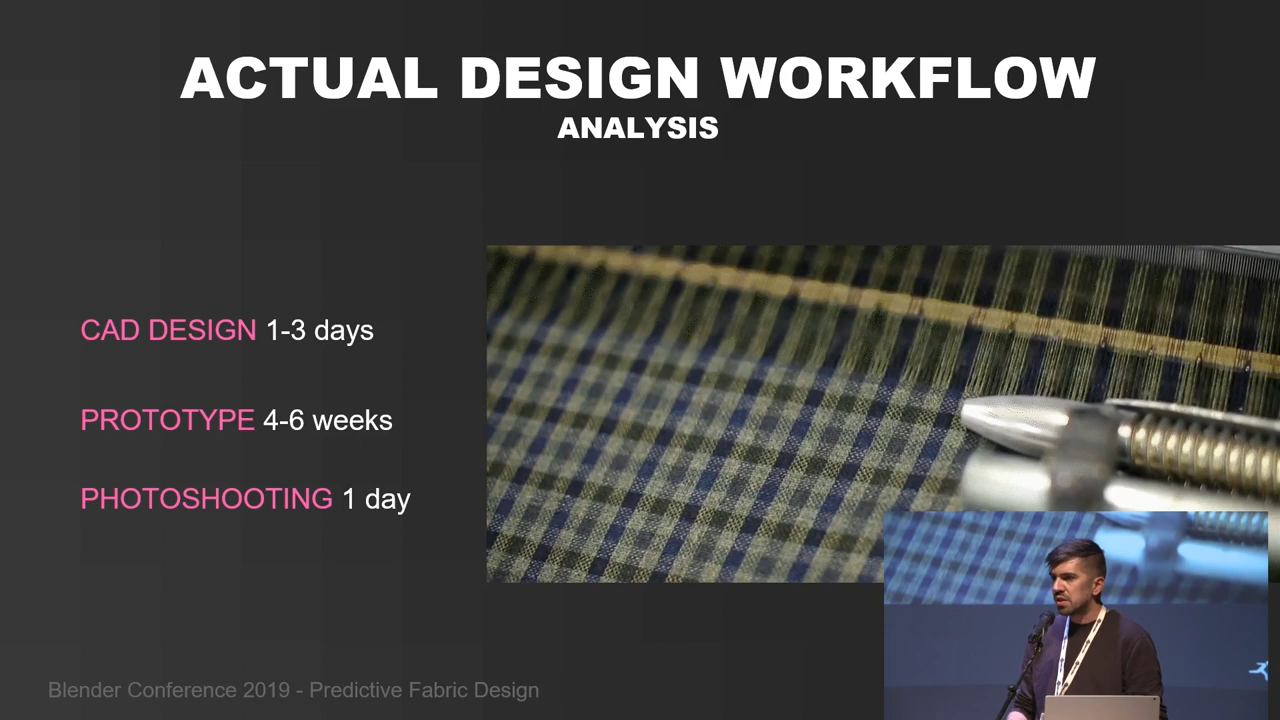 ACTUAL DESIGN WORKFLOW
ANALYSIS
CAD DESIGN 1-3 days
PROTOTYPE 4-6 weeks
PHOTOSHOOTING 1 day
Blender Conference 2019 - Predictive Fabric Design